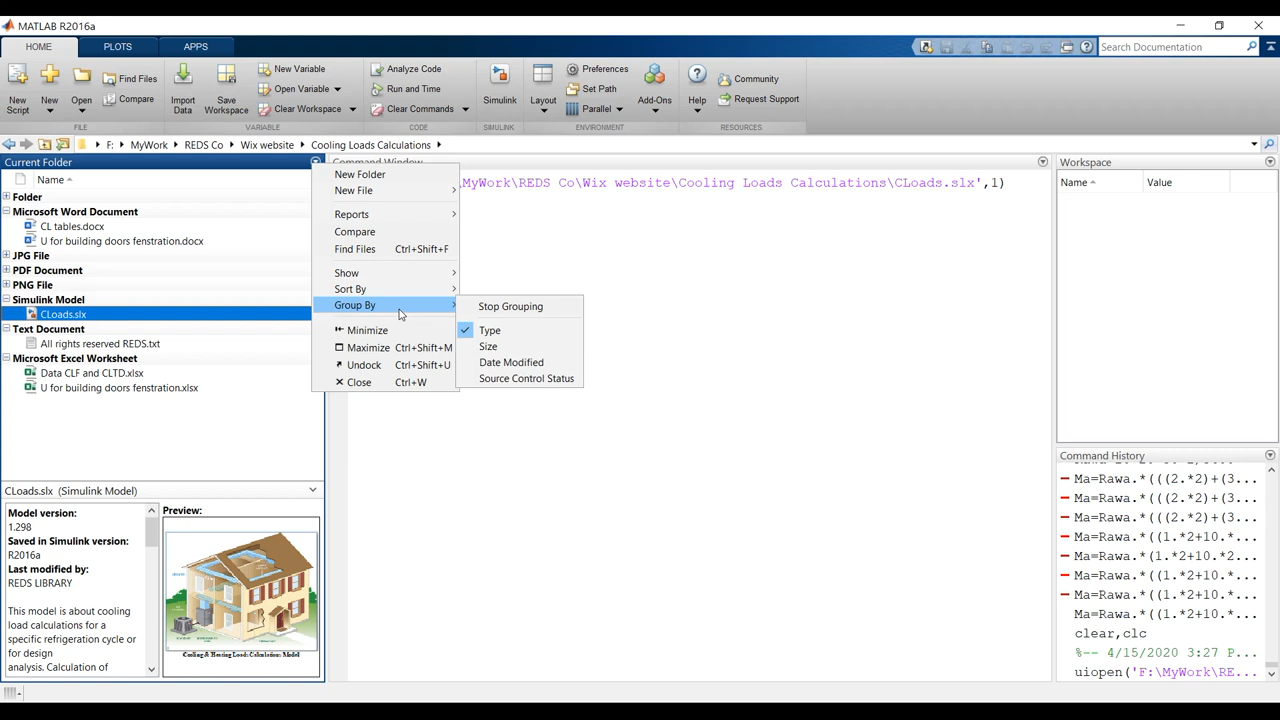 MATLAB R2016a
HOME PLOTS APPS
Search Documentation
New Script
New
Open
Find Files
Compare
Import Data
Save Workspace
New Variable
Open Variable
Clear Workspace
Analyze Code
Run and Time
Clear Commands
Simulink
Layout
Preferences
Set Path
Parallel
Add-Ons
Help
Community
Request Support
FILE VARIABLE CODE SIMULINK ENVIRONMENT RESOURCES
F: MyWork REDS Co Wix website Cooling Loads Calculations
Current Folder
Name
Folder
Microsoft Word Document
CL tables.docx
U for building doors fenstration.docx
JPG File
PDF Document
PNG File
Simulink Model
CLoads.slx
Text Document
All rights reserved REDS.txt
Microsoft Excel Worksheet
Data CLF and CLTD.xlsx
U for building doors fenstration.xlsx
CLoads.slx (Simulink Model)
Model version:
1.298
Saved in Simulink version:
R2016a
Last modified by:
REDS LIBRARY
This model is about cooling
load calculations for a
specific refrigeration cycle or
for design
analysis. Calculation of
Preview:
Cooling & Heating Loads Calculations Model
New Folder
New File
Reports
Compare
Find Files Ctrl+Shift+F
Show
Sort By
Group By
Minimize
Maximize Ctrl+Shift+M
Undock Ctrl+Shift+U
Close Ctrl+W
Stop Grouping
Type
Size
Date Modified
Source Control Status
Command Window
MyWork\REDS Co\Wix website\Cooling Loads Calculations\CLoads.slx',1)
Workspace
Name Value
Command History
Ma=Rawa.*(((2.*2)+(3...
Ma=Rawa.*(((2.*2)+(3...
Ma=Rawa.*(((2.*2)+(3...
Ma=Rawa.*((1.*2+10.*...
Ma=Rawa.*(1.*2+10.*2...
Ma=Rawa.*((1.*2+10.*...
Ma=Rawa.*((1.*2+10.*...
Ma=Rawa.*((1.*2+10.*...
clear,clc
%-- 4/15/2020 3:27 P...
uiopen('F:\MyWork\RE...